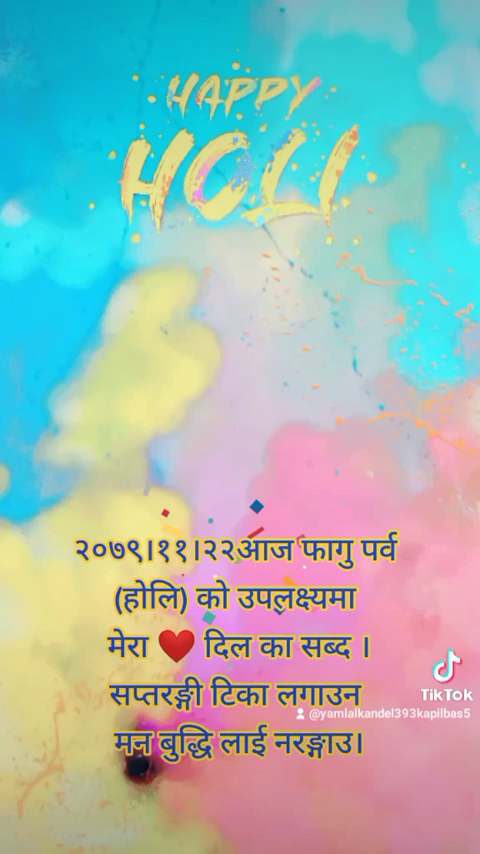 HAPPY
HOLI
२०७९।११।२२आज फागु पर्व
(होलि) को उपलक्ष्यमा
मेरा ❤️ दिल का सब्द ।
सप्तरङ्गी टिका लगाउन
मन बुद्धि लाई नरङ्गाउ।
TikTok
@yamlalkandel393kapilbas5